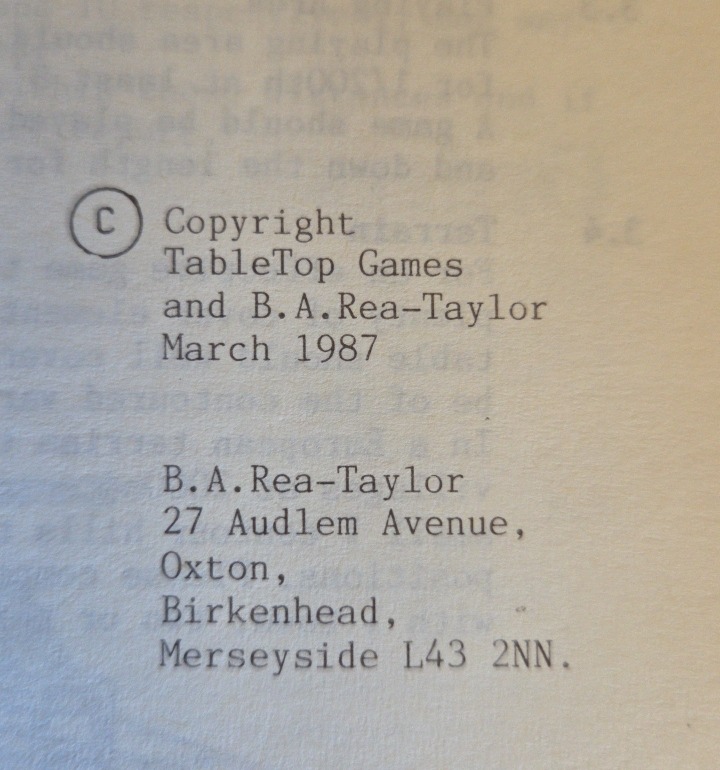 © Copyright
TableTop Games
and B.A.Rea-Taylor
March 1987
B.A.Rea-Taylor
27 Audlem Avenue,
Oxton,
Birkenhead,
Merseyside L43 2NN.